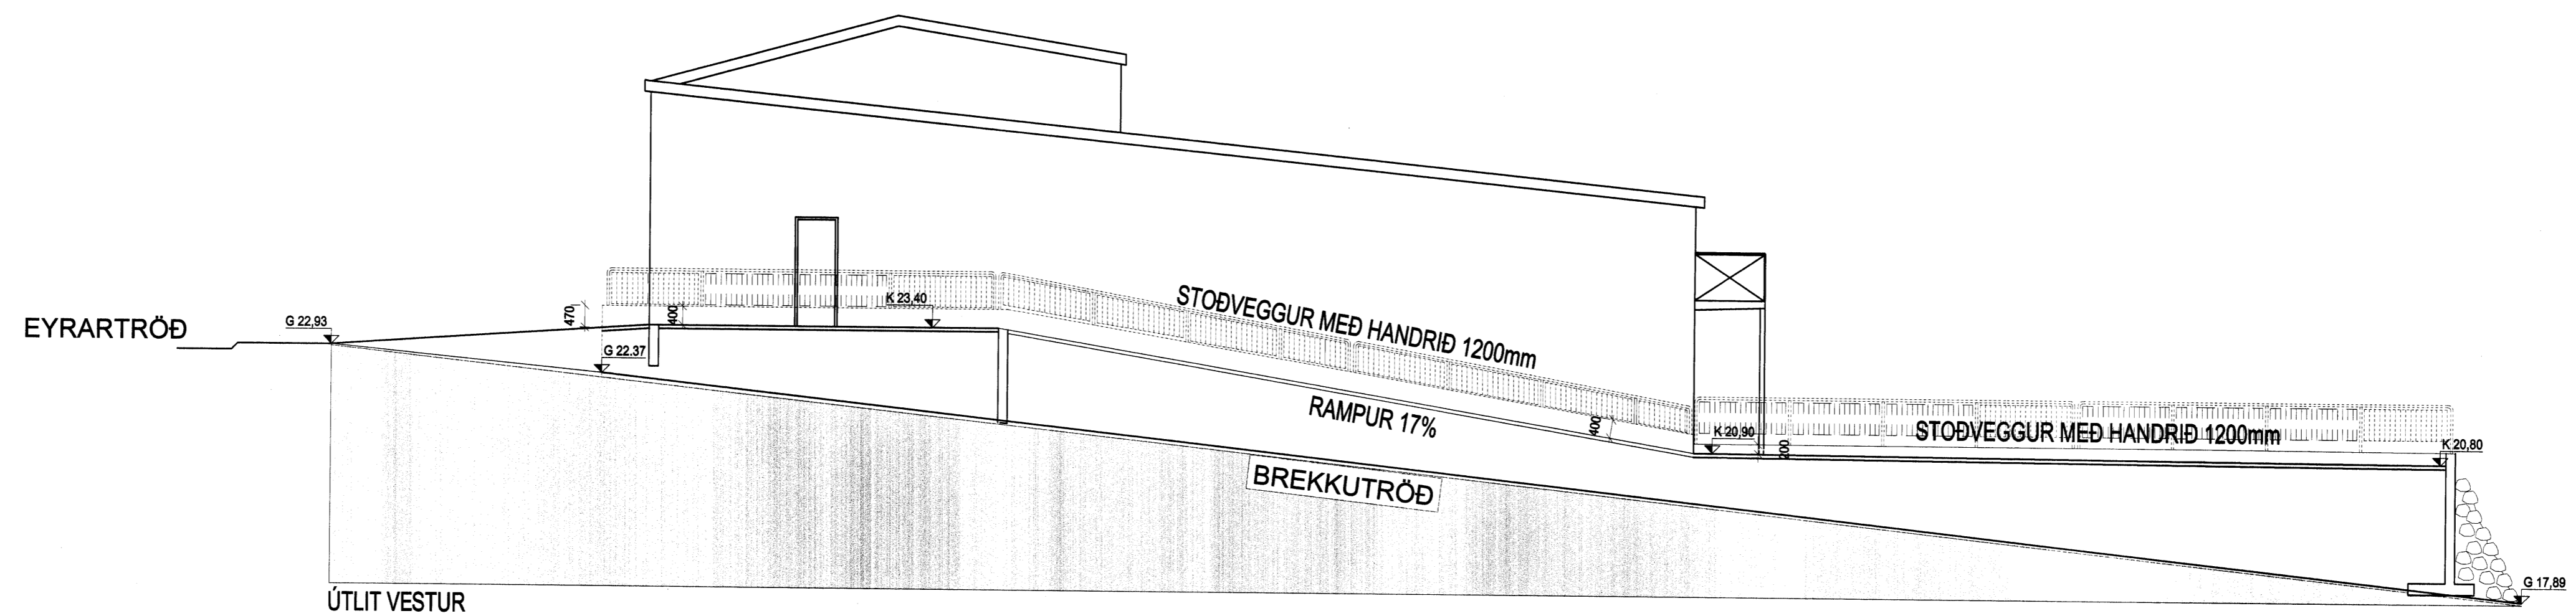 STOÐVEGGUR MEÐ HANDRIÐ 1200mm
K 23,40
470
400
EYRARTRÖÐ
G 22,93
G 22.37
RAMPUR 17%
400
K 20,90
200
STOÐVEGGUR MEÐ HANDRIÐ 1200mm
K 20,80
BREKKUTRÖÐ
G 17,89
ÚTLIT VESTUR